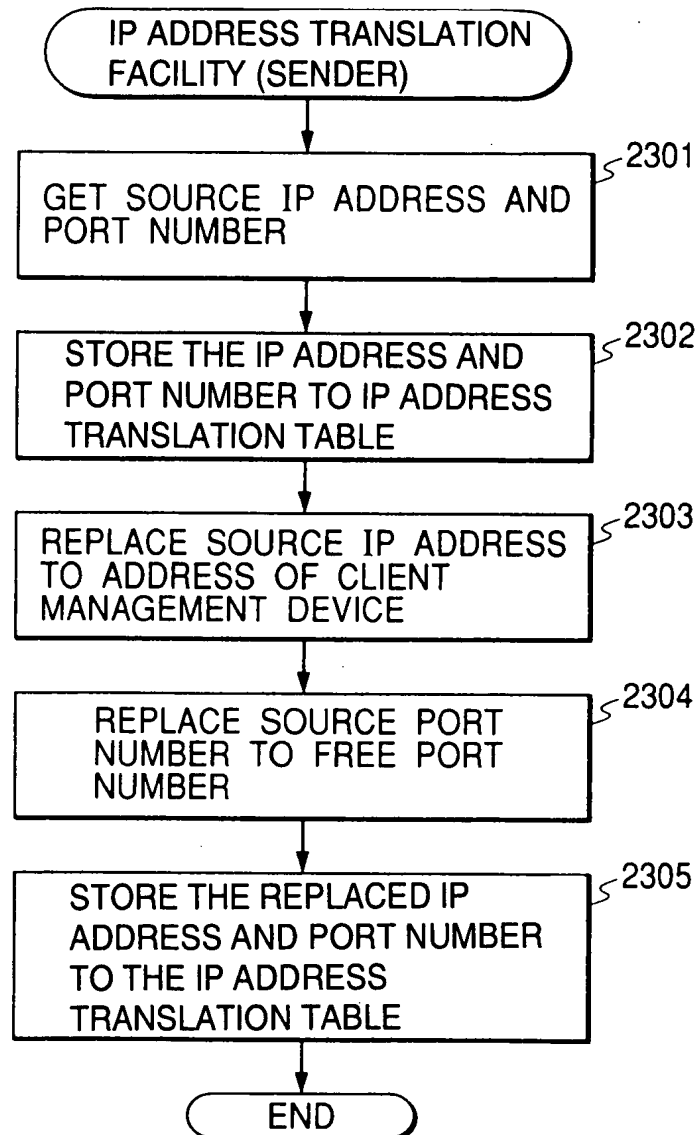 IP ADDRESS TRANSLATION
FACILITY (SENDER)
2301
GET SOURCE IP ADDRESS AND
PORT NUMBER
2302
STORE THE IP ADDRESS AND
PORT NUMBER TO IP ADDRESS
TRANSLATION TABLE
2303
REPLACE SOURCE IP ADDRESS
TO ADDRESS OF CLIENT
MANAGEMENT DEVICE
2304
REPLACE SOURCE PORT
NUMBER TO FREE PORT
NUMBER
2305
STORE THE REPLACED IP
ADDRESS AND PORT NUMBER
TO THE IP ADDRESS
TRANSLATION TABLE
END